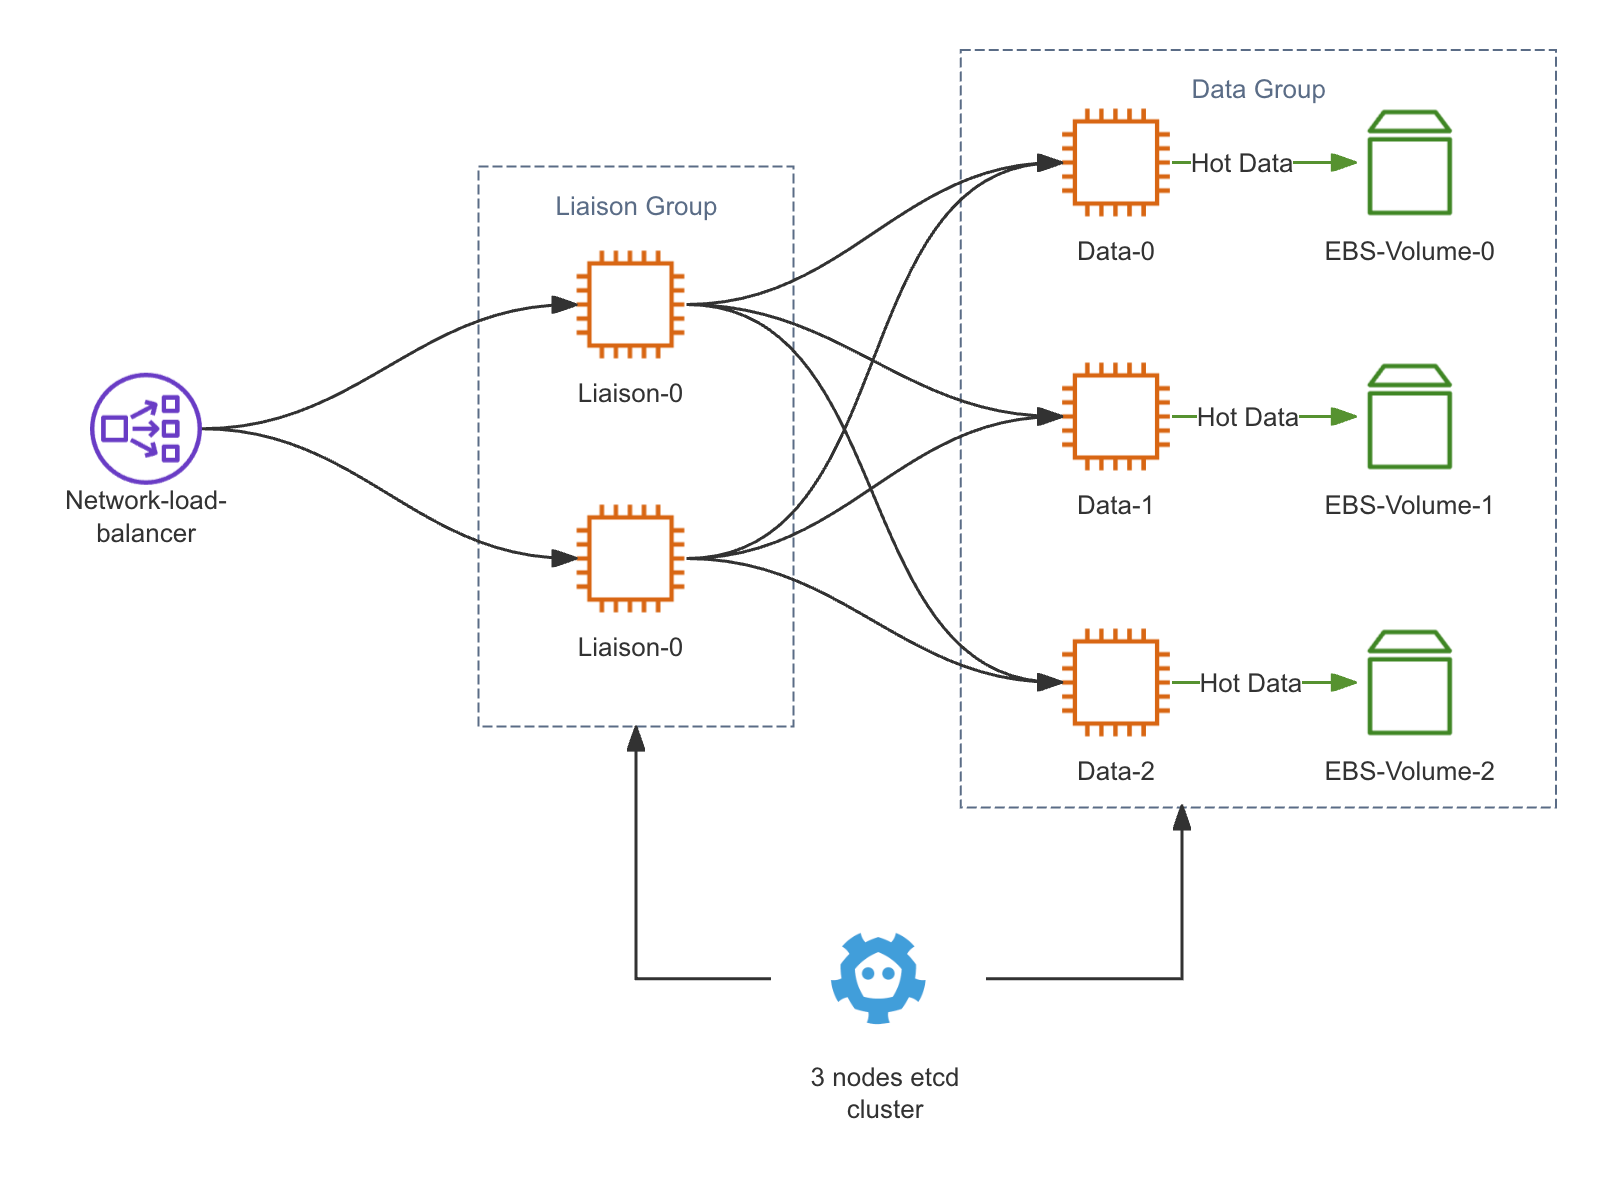 Data Group
Hot Data
Data-0
EBS-Volume-0
Liaison Group
Liaison-0
Hot Data
Data-1
EBS-Volume-1
Network-load-
balancer
Liaison-0
Hot Data
Data-2
EBS-Volume-2
3 nodes etcd
cluster